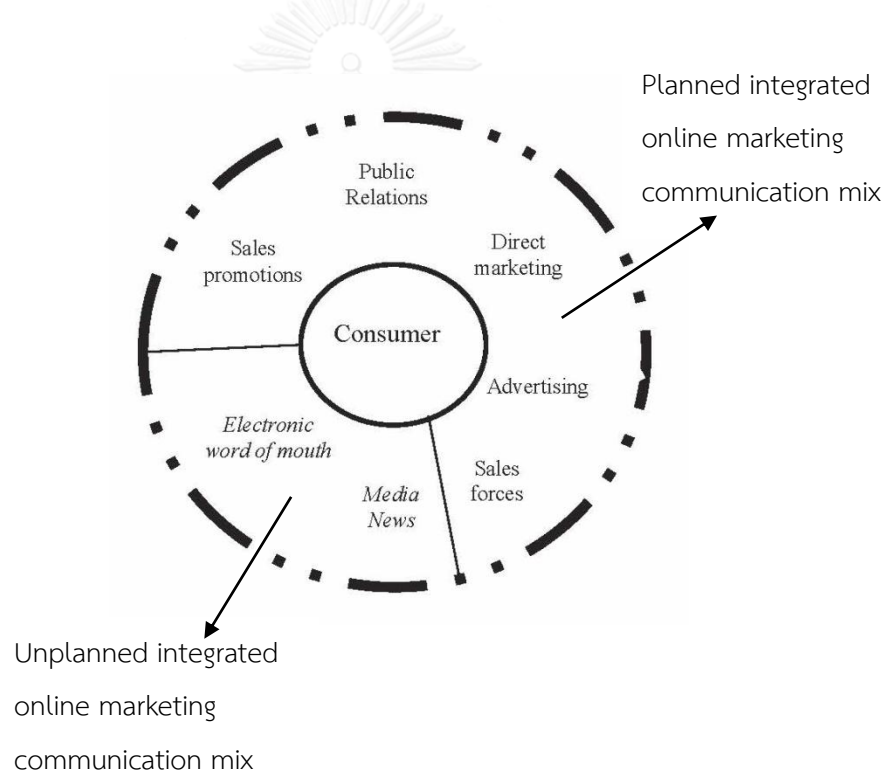 Planned integrated
online marketing
communication mix
Public
Relations
Direct
marketing
Sales
promotions
Consumer
Advertising
Electronic
word of mouth
Sales
forces
Media
News
Unplanned integrated
online marketing
communication mix